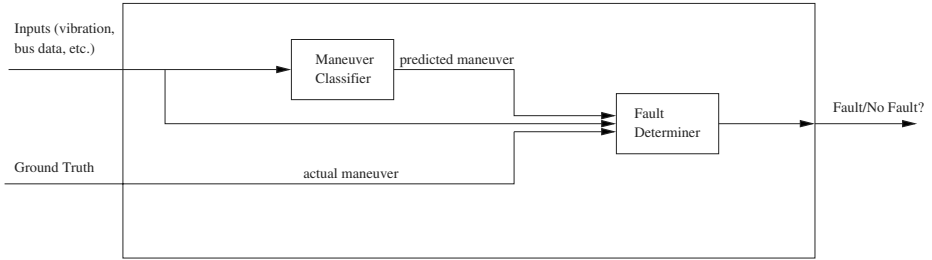 Inputs (vibration,
bus data, etc.)
Maneuver
Classifier
predicted maneuver
Fault
Determiner
Fault/No Fault?
Ground Truth
actual maneuver